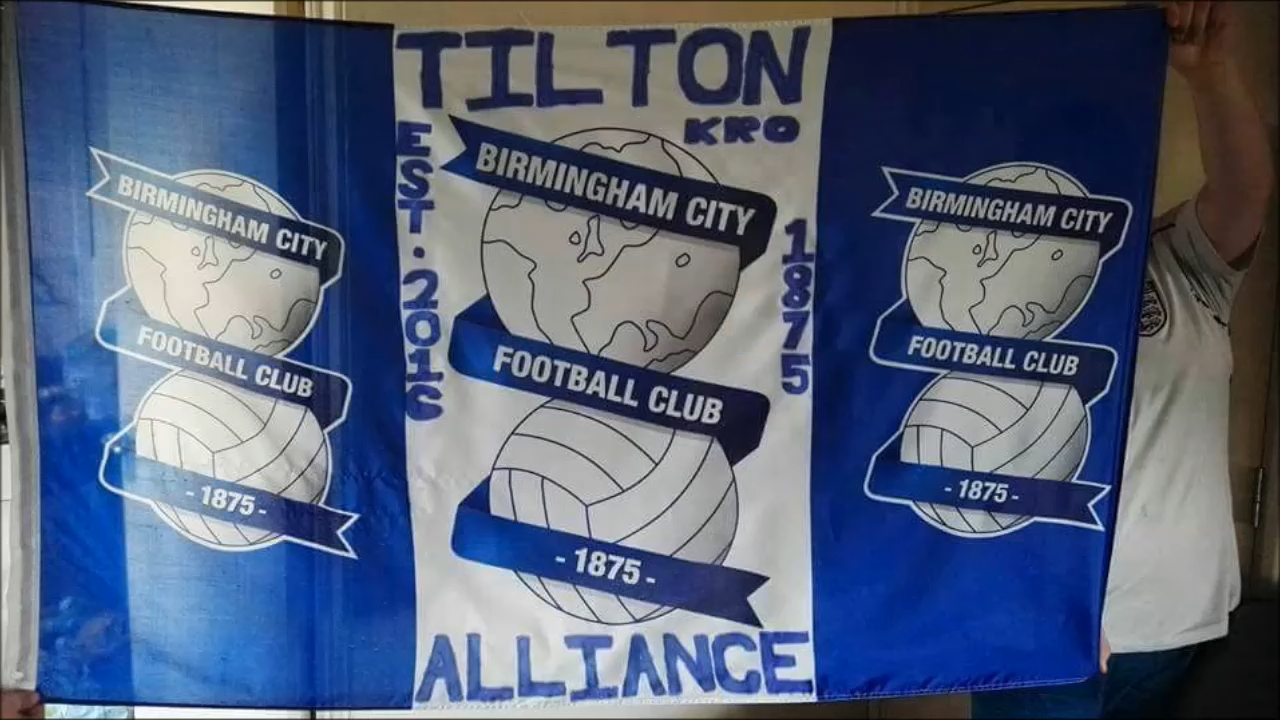 TILTON
KRO
EST.2016
1875
BIRMINGHAM CITY
FOOTBALL CLUB
- 1875 -
BIRMINGHAM CITY
FOOTBALL CLUB
- 1875 -
BIRMINGHAM CITY
FOOTBALL CLUB
- 1875 -
ALLIANCE